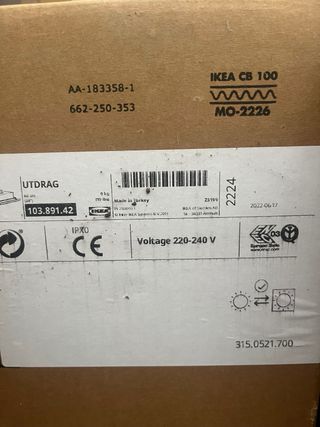 AA-183358-1
662-250-353
IKEA CB 100
MO-2226
UTDRAG
103.891.42
IKEA
Made in Turkey
2224
2022-06-17
IPX0
CE
Voltage 220-240 V
03
315.0521.700